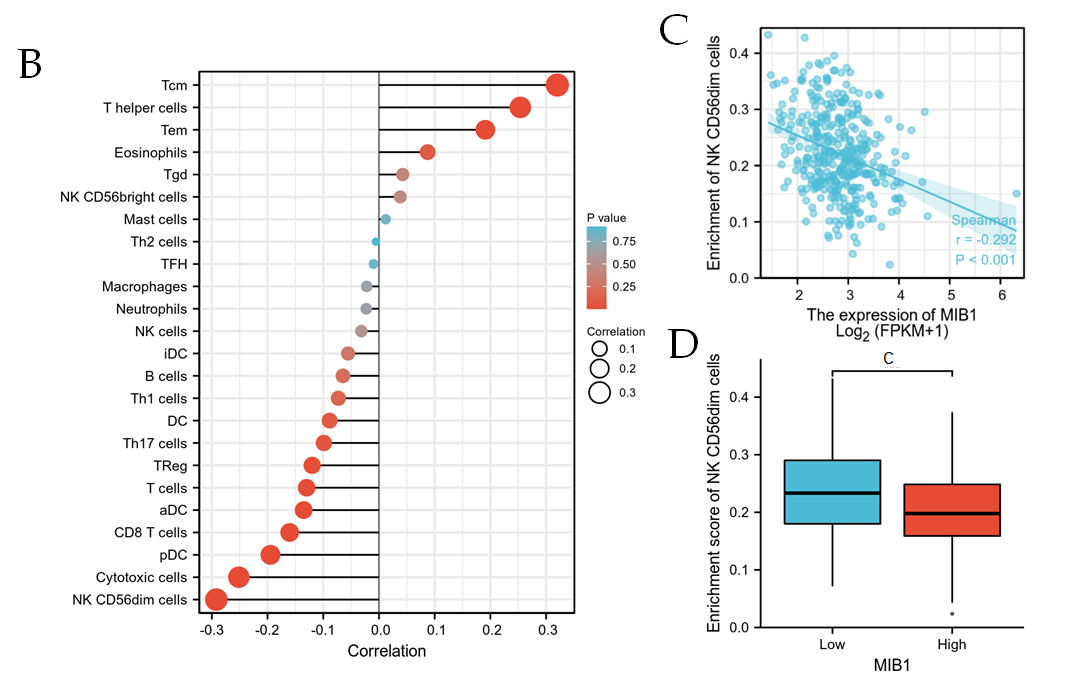 B
Tcm
T helper cells
Tem
Eosinophils
Tgd
NK CD56bright cells
Mast cells
Th2 cells
TFH
Macrophages
Neutrophils
NK cells
iDC
B cells
Th1 cells
DC
Th17 cells
TReg
T cells
aDC
CD8 T cells
pDC
Cytotoxic cells
NK CD56dim cells
-0.3 -0.2 -0.1 0.0 0.1 0.2 0.3
Correlation
P value
0.75
0.50
0.25
Correlation
0.1
0.2
0.3
C
Enrichment of NK CD56dim cells
0.4
0.3
0.2
0.1
0.0
Spearman
r = -0.292
P < 0.001
2 3 4 5 6
The expression of MIB1
Log2 (FPKM+1)
D
Enrichment score of NK CD56dim cells
0.4
0.3
0.2
0.1
0.0
C
Low High
MIB1